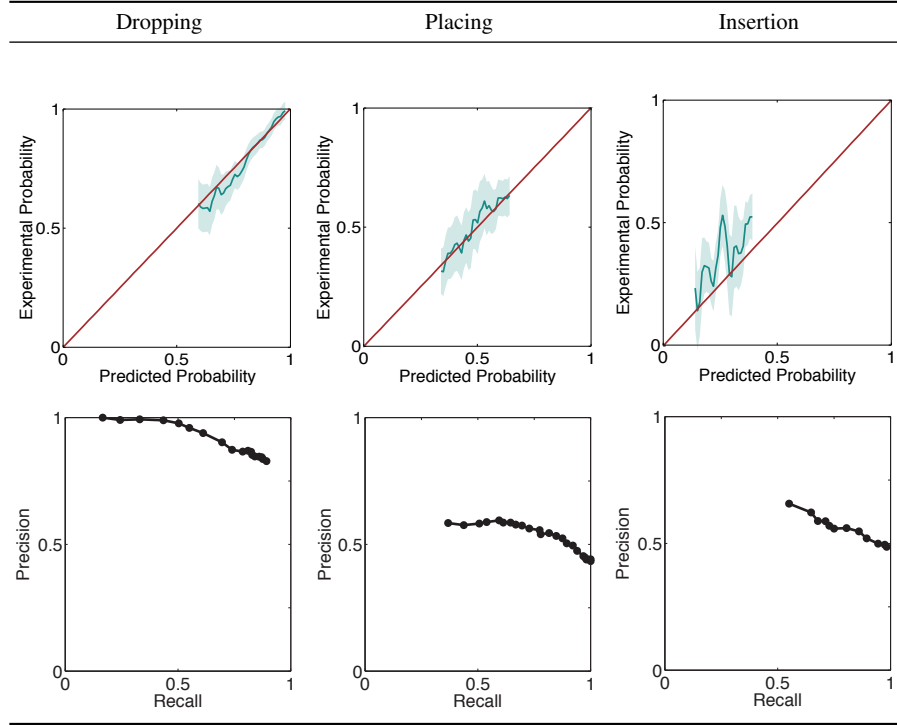 Dropping Placing Insertion
1 1 1
Experimental Probability Experimental Probability Experimental Probability
0.5 0.5 0.5
0 0 0
0 0.5 1 0 0.5 1 0 0.5 1
Predicted Probability Predicted Probability Predicted Probability
1 1 1
Precision Precision Precision
0.5 0.5 0.5
0 0 0
0 0.5 1 0 0.5 1 0 0.5 1
Recall Recall Recall